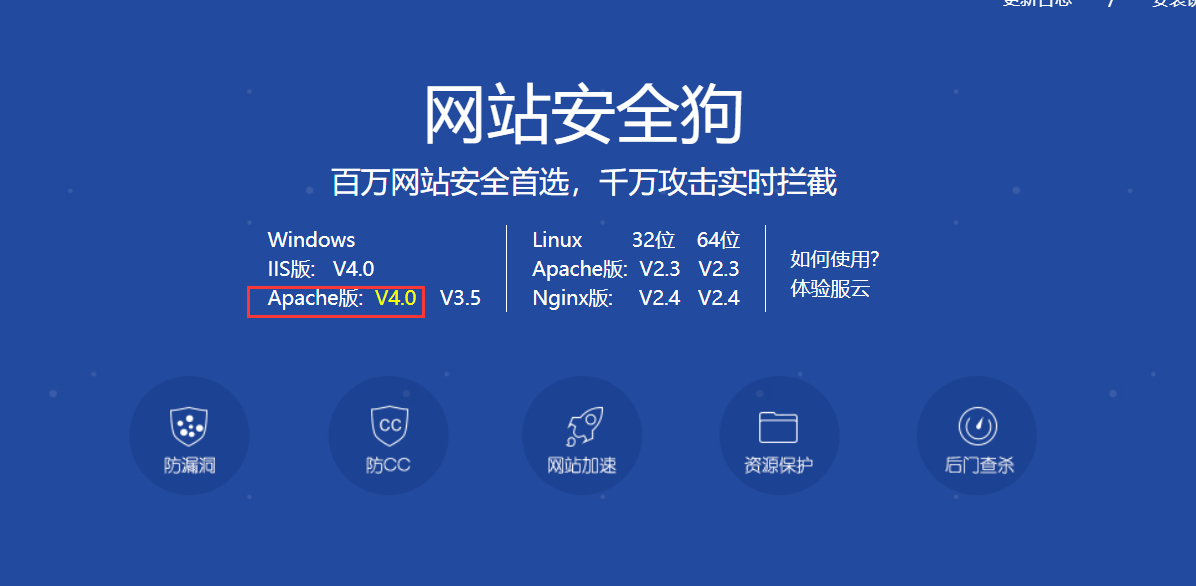 更新日志 /
网站安全狗
百万网站安全首选，千万攻击实时拦截
Windows
IIS版: V4.0
Apache版: V4.0 V3.5
Linux 32位 64位
Apache版: V2.3 V2.3
Nginx版: V2.4 V2.4
如何使用?
体验服云
CC
防漏洞
防CC
网站加速
资源保护
后门查杀